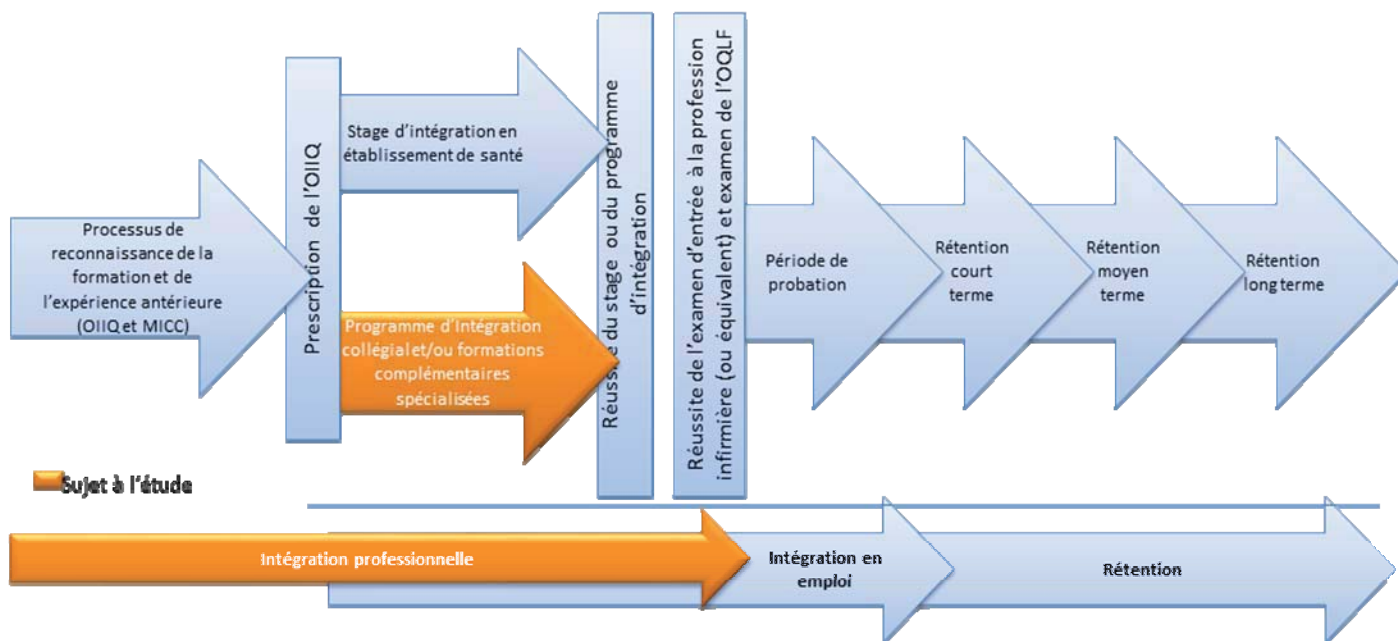 Processus de
reconnaissance de la
formation et de
l'expérience antérieure
(OIIQ et MICC)
Prescription de l'OIIQ
Stage d'intégration en
établissement de santé
Programme d'Intégration
collégial et/ou formations
complémentaires
spécialisées
Réussite du stage ou du programme
d'intégration
Réussite de l'examen d'entrée à la profession
infirmière (ou équivalent) et examen de l'OQLF
Période de
probation
Rétention
court
terme
Rétention
moyen
terme
Rétention
long terme
Sujet à l'étude
Intégration professionnelle
Intégration en
emploi
Rétention